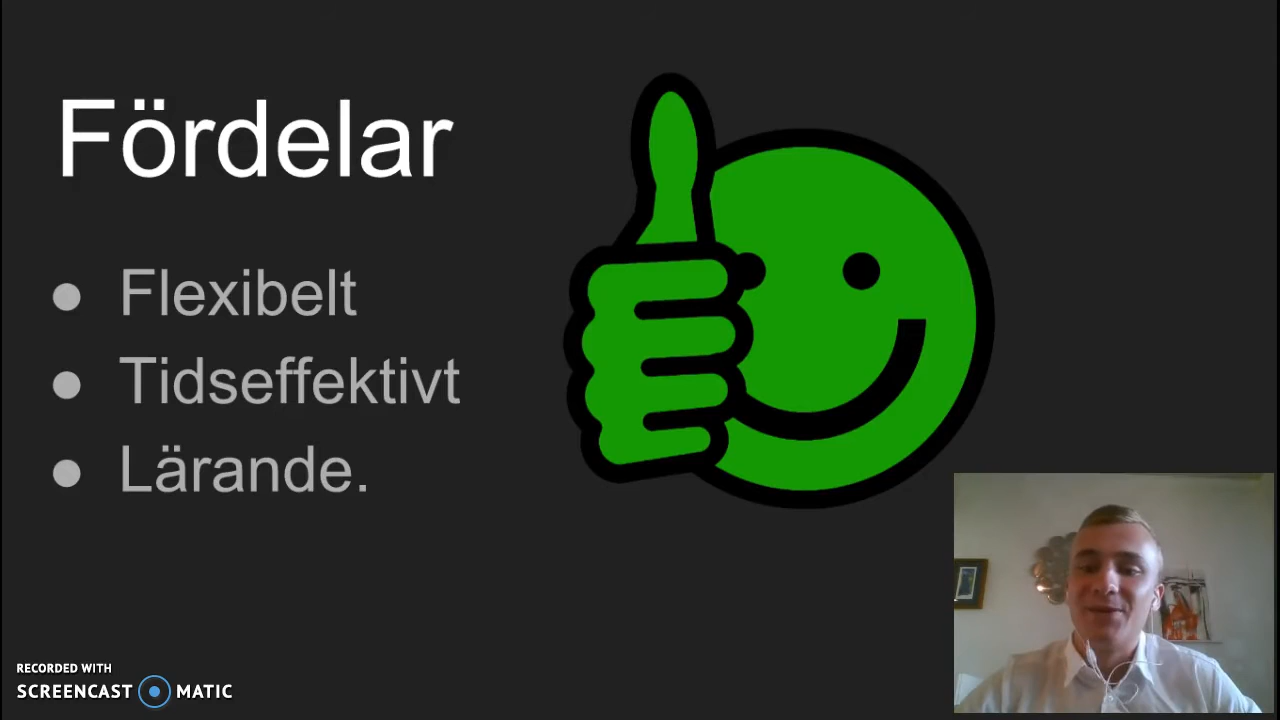 Fördelar
● Flexibelt
● Tidseffektivt
● Lärande.
RECORDED WITH
SCREENCAST MATIC